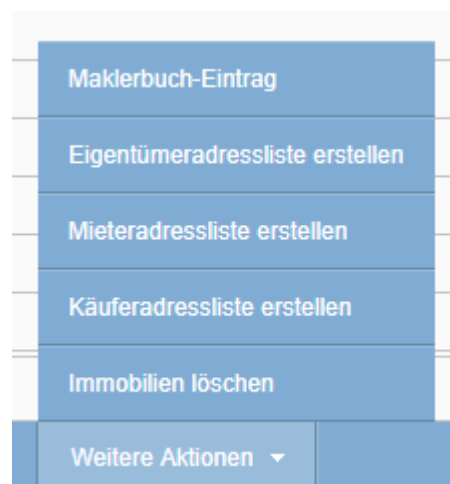 Maklerbuch-Eintrag
Eigentümeradressliste erstellen
Mieteradressliste erstellen
Käuferadressliste erstellen
Immobilien löschen
Weitere Aktionen